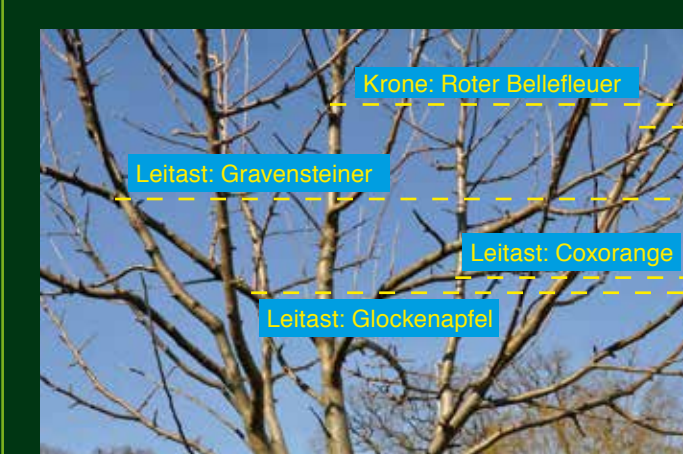 Krone: Roter Bellefleuer
Leitast: Gravensteiner
Leitast: Coxorange
Leitast: Glockenapfel